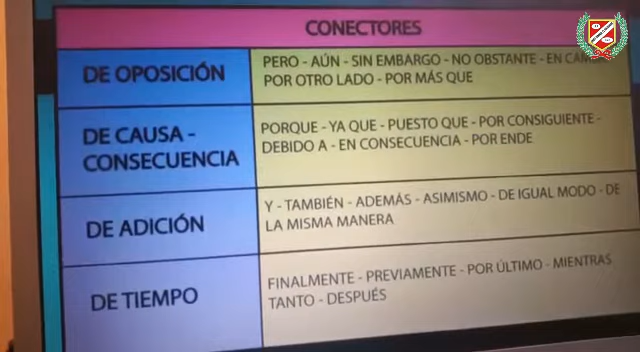 CONECTORES
DE OPOSICIÓN
PERO - AÚN - SIN EMBARGO - NO OBSTANTE - EN
POR OTRO LADO - POR MÁS QUE
DE CAUSA -
CONSECUENCIA
PORQUE - YA QUE - PUESTO QUE - POR CONSIGUIENTE -
DEBIDO A - EN CONSECUENCIA - POR ENDE
DE ADICIÓN
Y - TAMBIÉN - ADEMÁS - ASIMISMO - DE IGUAL MODO - DE
LA MISMA MANERA
DE TIEMPO
FINALMENTE - PREVIAMENTE - POR ÚLTIMO - MIENTRAS
TANTO - DESPUÉS